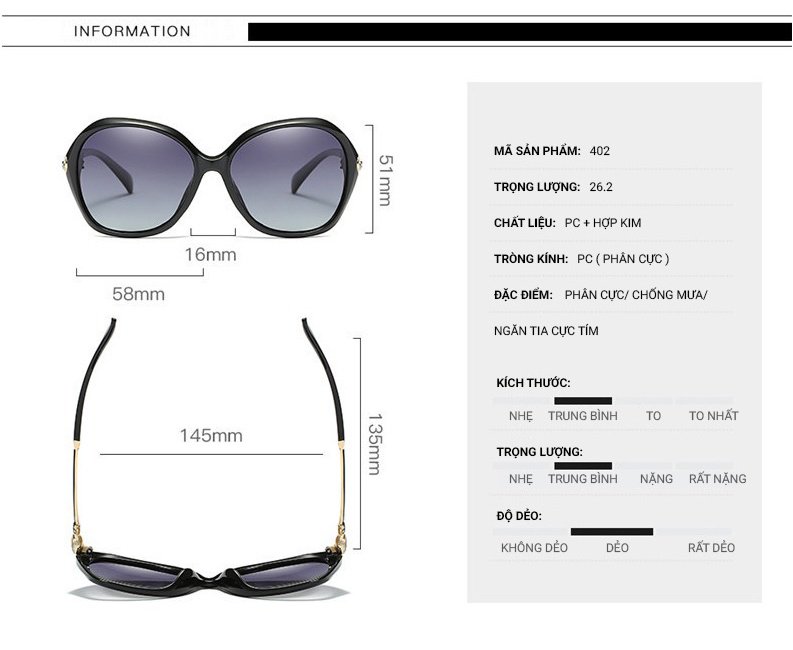 INFORMATION
51mm
16mm
58mm
145mm
135mm
MÃ SẢN PHẨM: 402
TRỌNG LƯỢNG: 26.2
CHẤT LIỆU: PC + HỢP KIM
TRÒNG KÍNH: PC ( PHÂN CỰC )
ĐẶC ĐIỂM: PHÂN CỰC/ CHỐNG MƯA/
NGĂN TIA CỰC TÍM
KÍCH THƯỚC:
NHẸ TRUNG BÌNH TO TO NHẤT
TRỌNG LƯỢNG:
NHẸ TRUNG BÌNH NẶNG RẤT NẶNG
ĐỘ DẺO:
KHÔNG DẺO DẺO RẤT DẺO